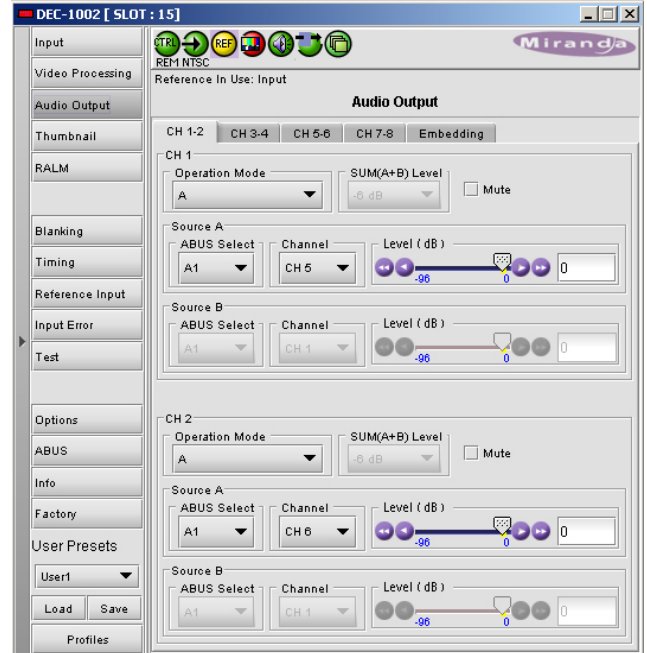 DEC-1002 [ SLOT : 15]
Input
Video Processing
Audio Output
Thumbnail
RALM
Blanking
Timing
Reference Input
Input Error
Test
Options
ABUS
Info
Factory
User Presets
User1
Load Save
Profiles
CTRL REF
REM NTSC
Miranda
Reference In Use: Input
Audio Output
CH 1-2 CH 3-4 CH 5-6 CH 7-8 Embedding
CH 1
Operation Mode SUM(A+B) Level
A -6 dB Mute
Source A
ABUS Select Channel Level ( dB )
A1 CH 5 0
-96 0
Source B
ABUS Select Channel Level ( dB )
A1 CH 1 0
-96 0
CH 2
Operation Mode SUM(A+B) Level
A -6 dB Mute
Source A
ABUS Select Channel Level ( dB )
A1 CH 6 0
-96 0
Source B
ABUS Select Channel Level ( dB )
A1 CH 1 0
-96 0